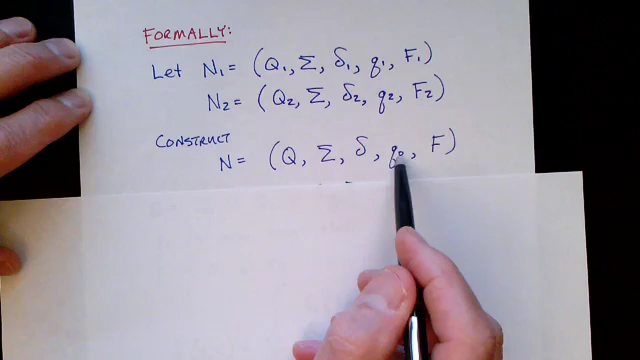 FORMALLY:
Let N₁ = (Q₁, Σ, δ₁, q₁, F₁)
N₂ = (Q₂, Σ, δ₂, q₂, F₂)
CONSTRUCT
N = (Q, Σ, δ, q₀, F)